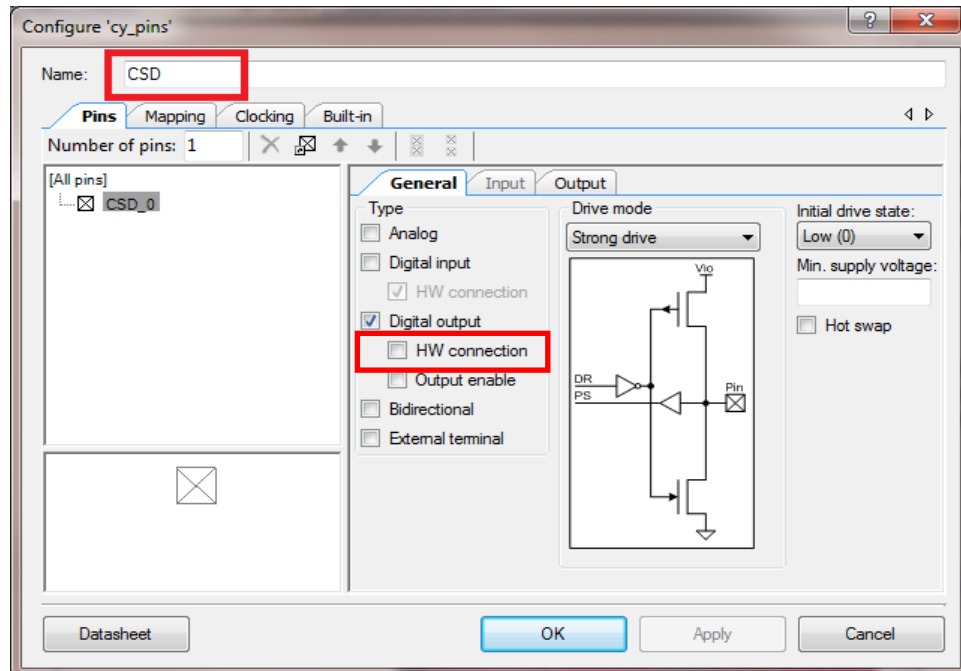 Configure 'cy_pins'
Name: CSD
Pins Mapping Clocking Built-in
Number of pins: 1
[All pins]
CSD_0
General Input Output
Type
Analog
Digital input
HW connection
Digital output
HW connection
Output enable
Bidirectional
External terminal
Drive mode
Strong drive
Vio
DR
PS
Pin
Initial drive state:
Low (0)
Min. supply voltage:
Hot swap
Datasheet OK Apply Cancel